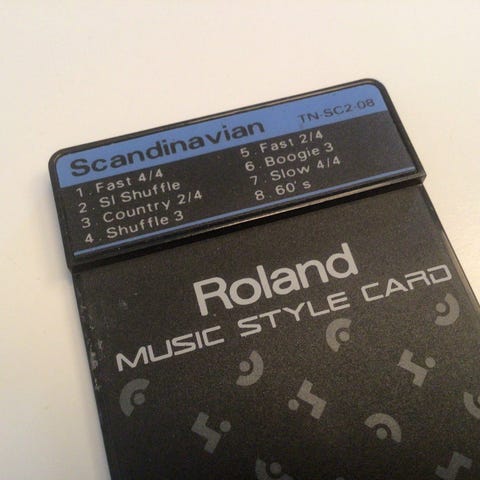 Scandinavian TN-SC2-08
1. Fast 4/4
2. Sl Shuffle
3. Country 2/4
4. Shuffle 3
5. Fast 2/4
6. Boogie 3
7. Slow 4/4
8. 60's
Roland
MUSIC STYLE CARD